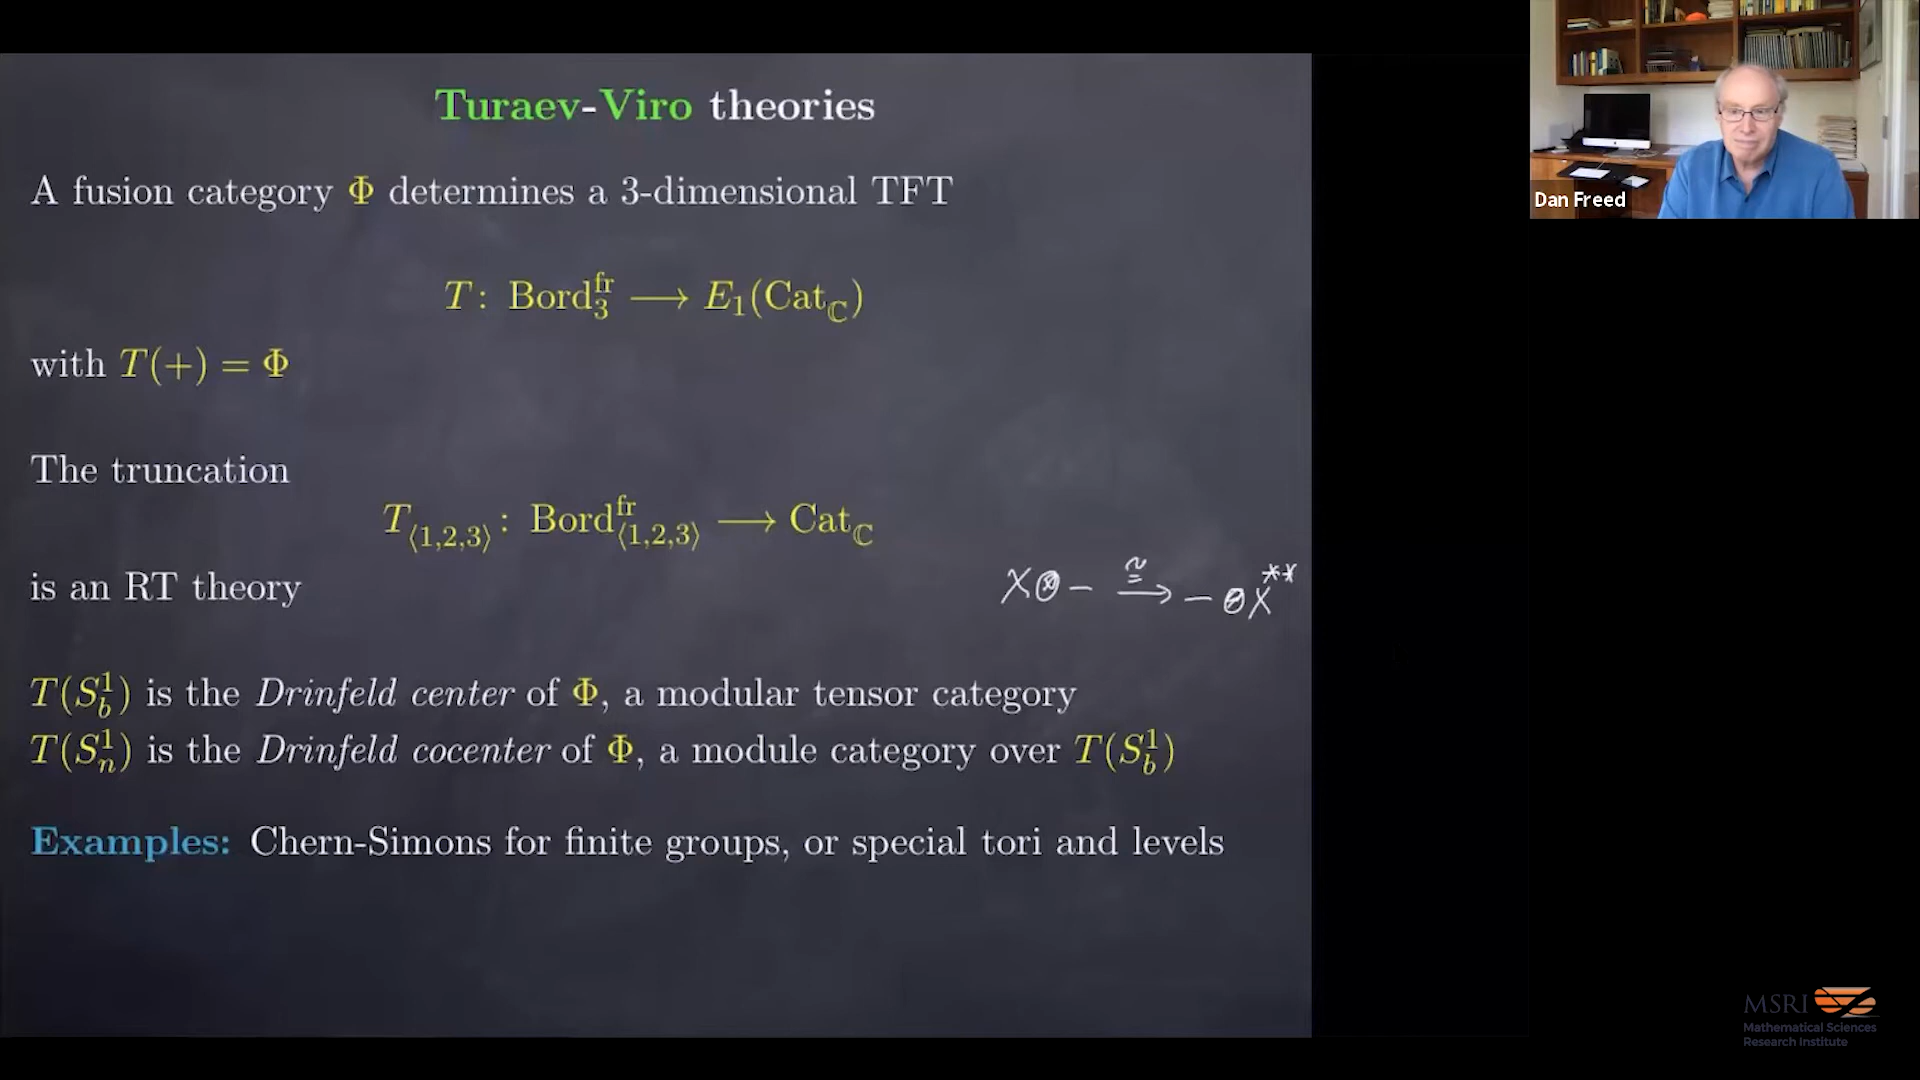 Turaev-Viro theories
A fusion category Φ determines a 3-dimensional TFT
T: Bord₃^fr ⟶ E₁(Cat_ℂ)
with T(+) = Φ
The truncation
T_⟨1,2,3⟩: Bord^fr_⟨1,2,3⟩ ⟶ Cat_ℂ
is an RT theory
X⊗– ≅⟶ –⊗X**
T(S¹_b) is the Drinfeld center of Φ, a modular tensor category
T(S¹_n) is the Drinfeld cocenter of Φ, a module category over T(S¹_b)
Examples: Chern-Simons for finite groups, or special tori and levels
Dan Freed
MSRI
Mathematical Sciences
Research Institute